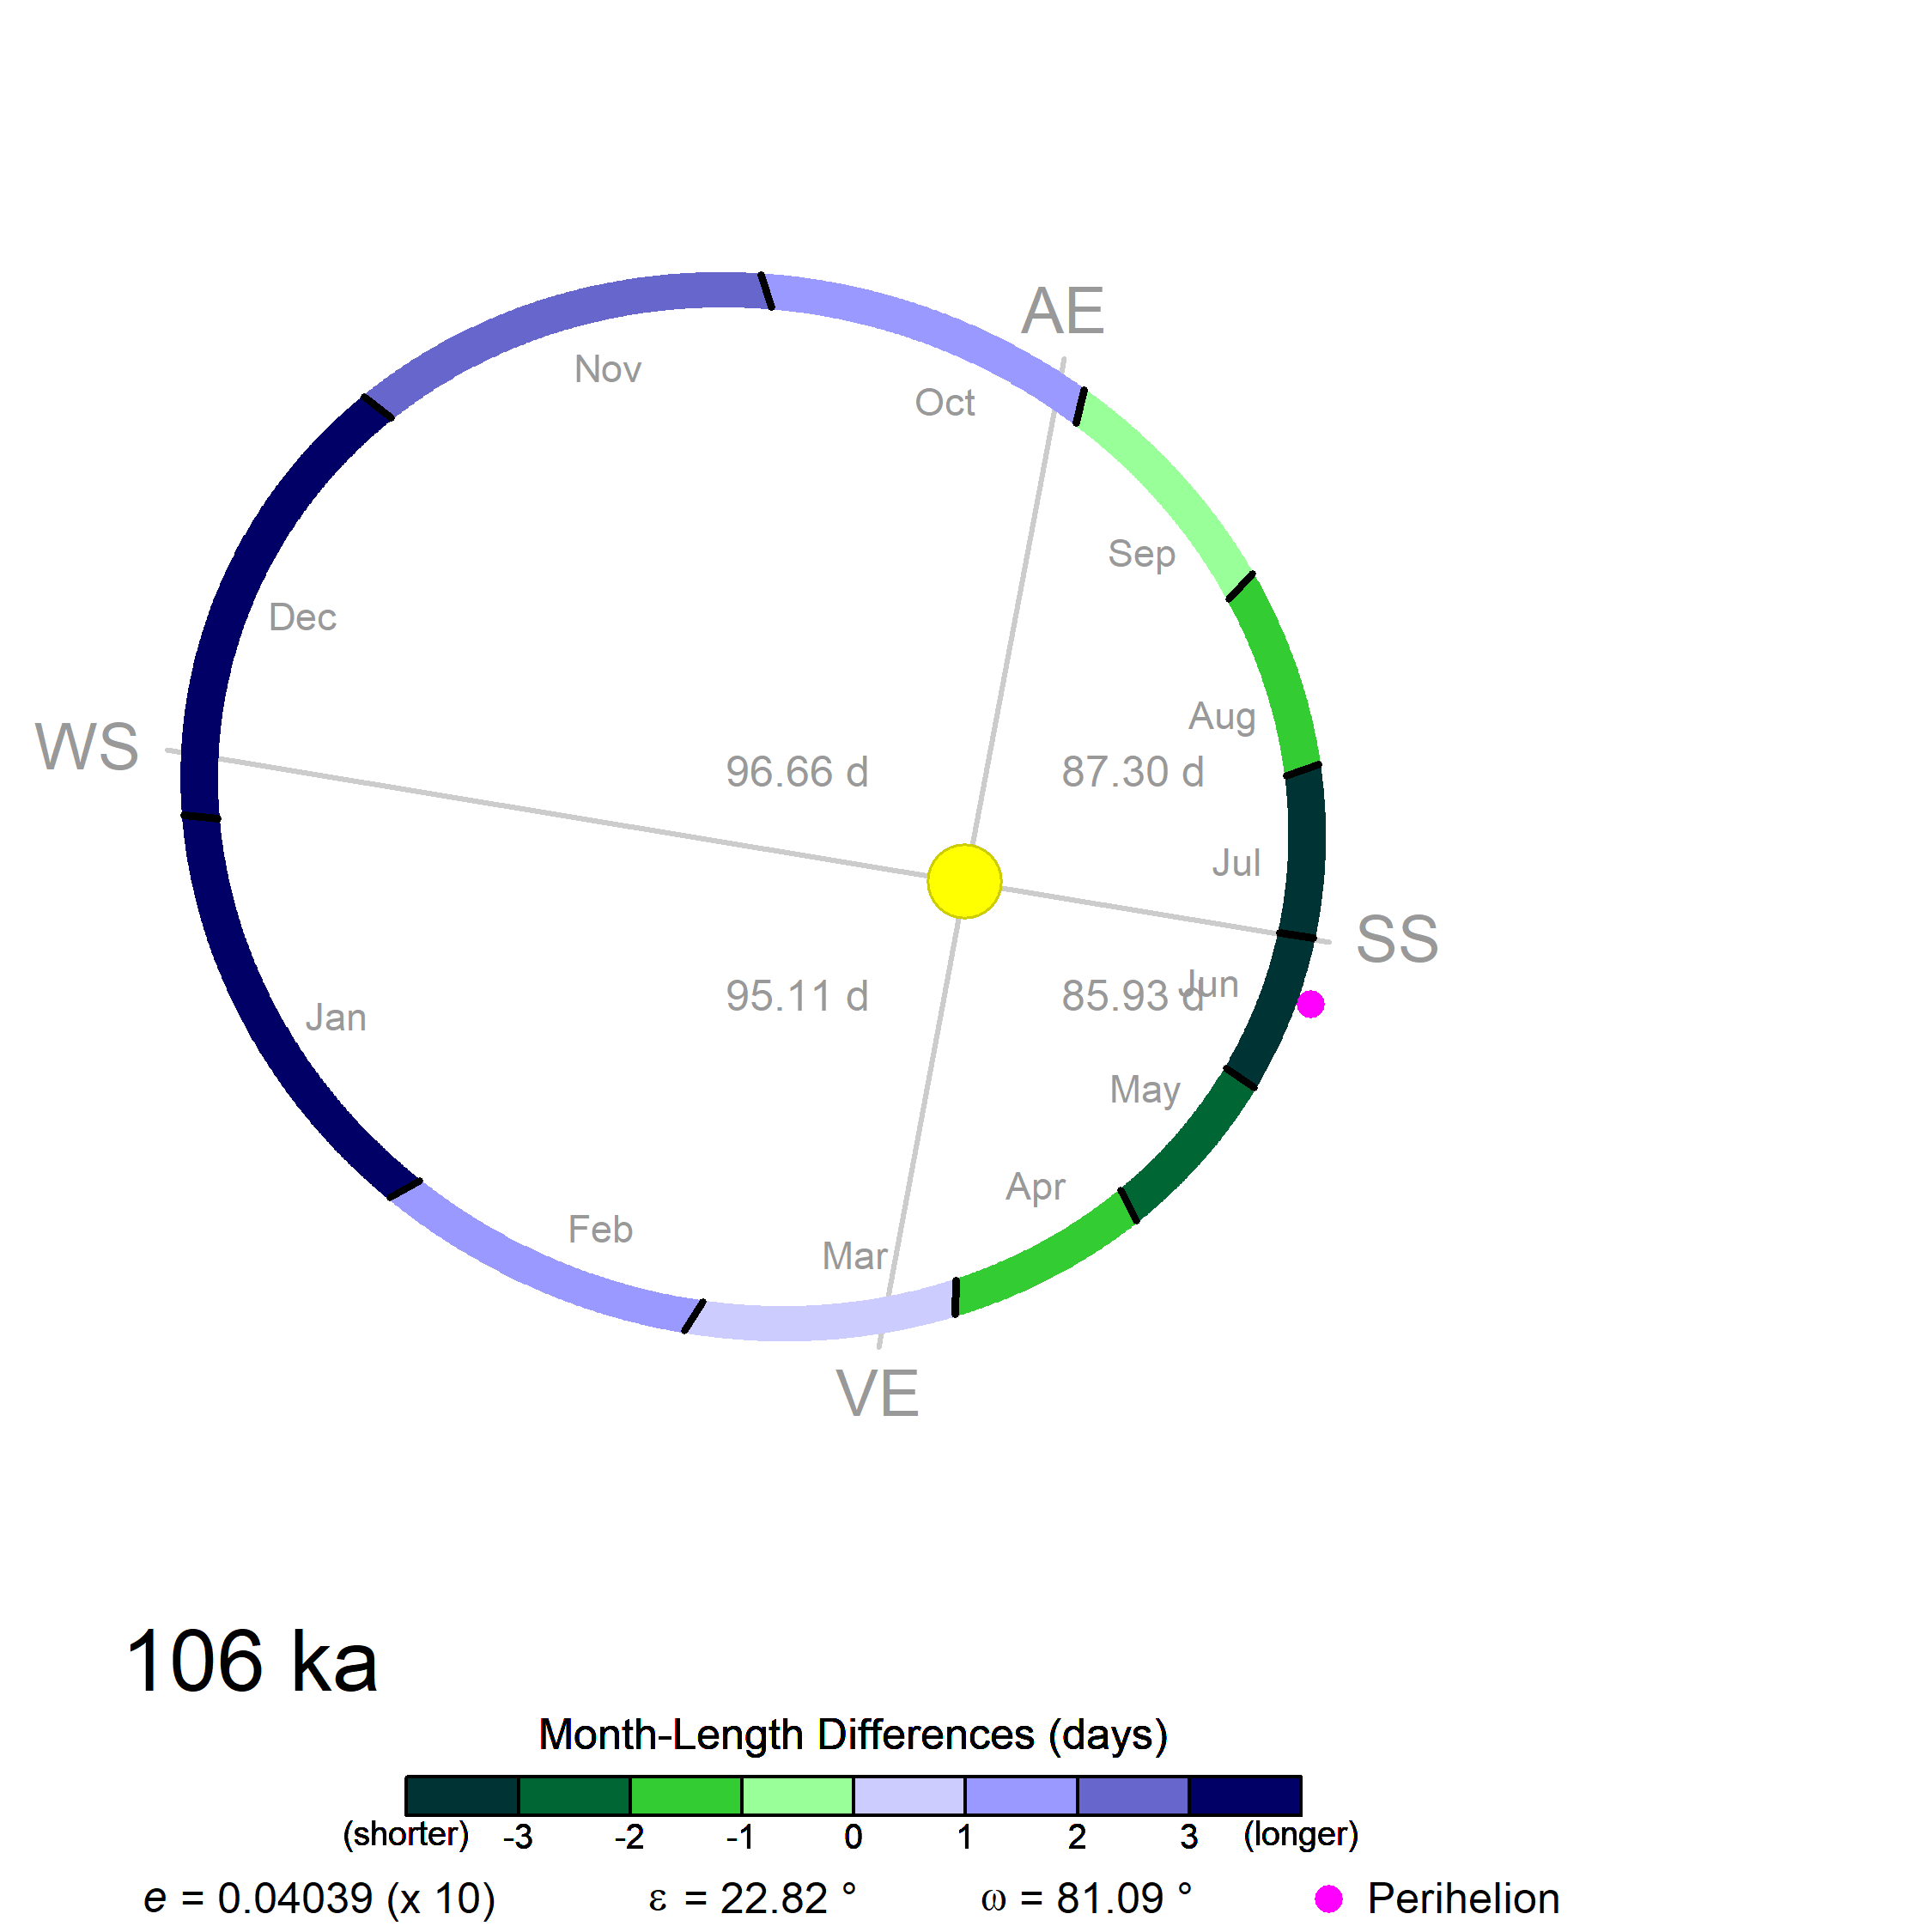 AE
Nov
Oct
Sep
Dec
Aug
WS
96.66 d
87.30 d
Jul
SS
95.11 d
85.93 d
Jun
Jan
May
Apr
Feb
Mar
VE
106 ka
Month-Length Differences (days)
(shorter) -3 -2 -1 0 1 2 3 (longer)
e = 0.04039 (x 10) ε = 22.82 ° ω = 81.09 ° Perihelion